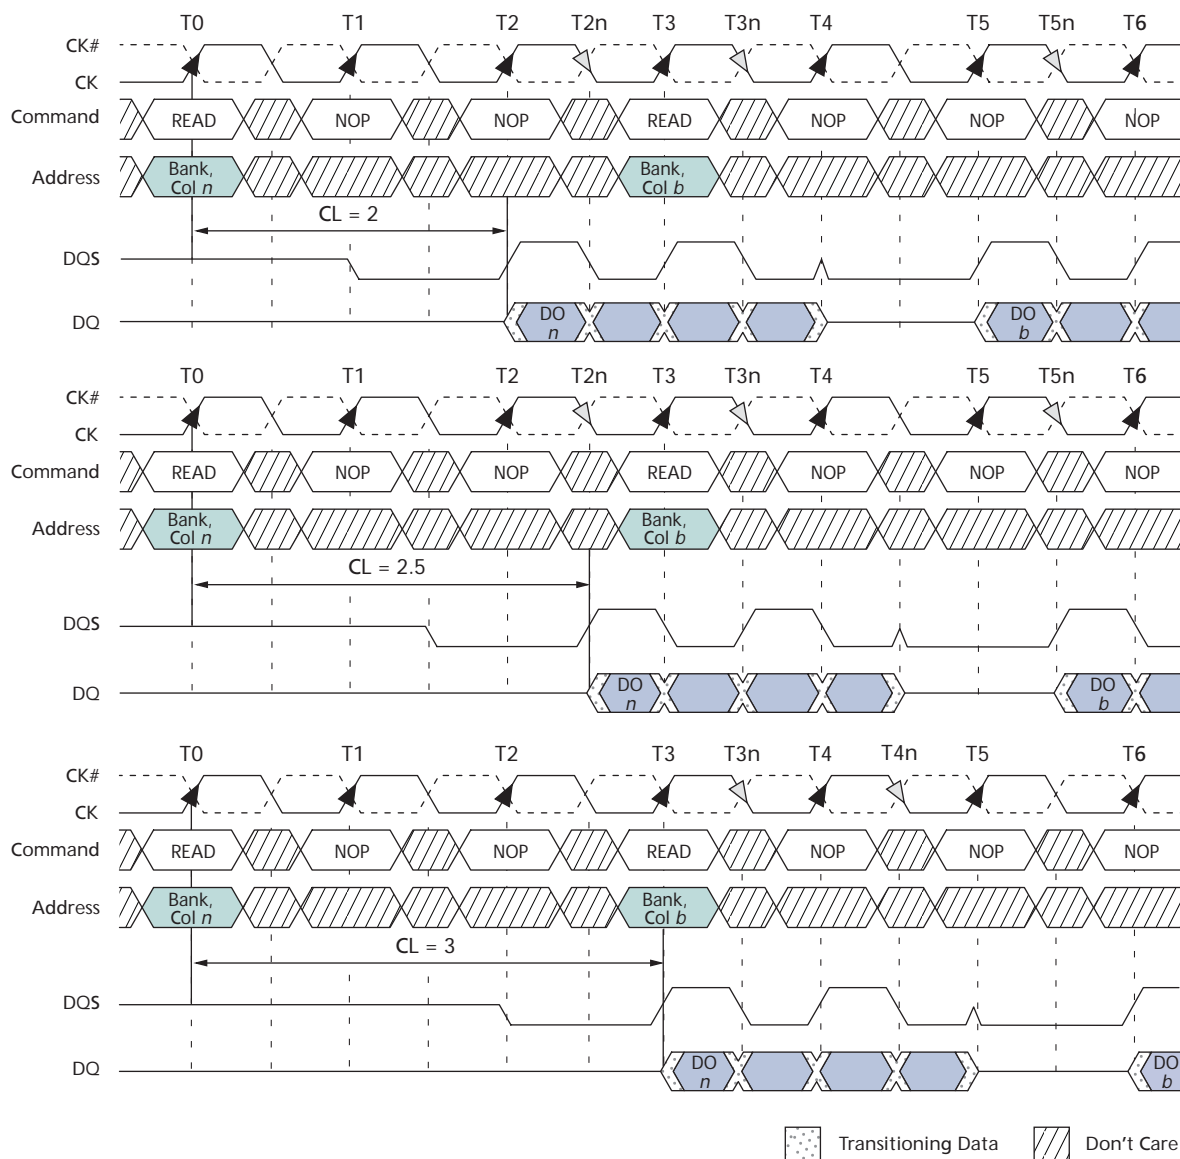 T0 T1 T2 T2n T3 T3n T4 T5 T5n T6
CK#
CK
Command READ NOP NOP READ NOP NOP NOP
Address Bank, Col n Bank, Col b
CL = 2
DQS
DQ DO n DO b
T0 T1 T2 T2n T3 T3n T4 T5 T5n T6
CK#
CK
Command READ NOP NOP READ NOP NOP NOP
Address Bank, Col n Bank, Col b
CL = 2.5
DQS
DQ DO n DO b
T0 T1 T2 T3 T3n T4 T4n T5 T6
CK#
CK
Command READ NOP NOP READ NOP NOP NOP
Address Bank, Col n Bank, Col b
CL = 3
DQS
DQ DO n DO b
Transitioning Data Don't Care